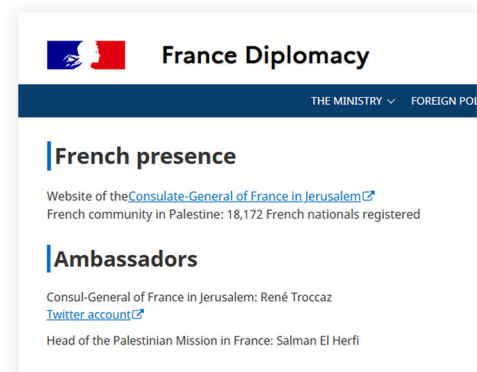 France Diplomacy
THE MINISTRY FOREIGN POL
French presence
Website of theConsulate-General of France in Jerusalem
French community in Palestine: 18,172 French nationals registered
Ambassadors
Consul-General of France in Jerusalem: René Troccaz
Twitter account
Head of the Palestinian Mission in France: Salman El Herfi